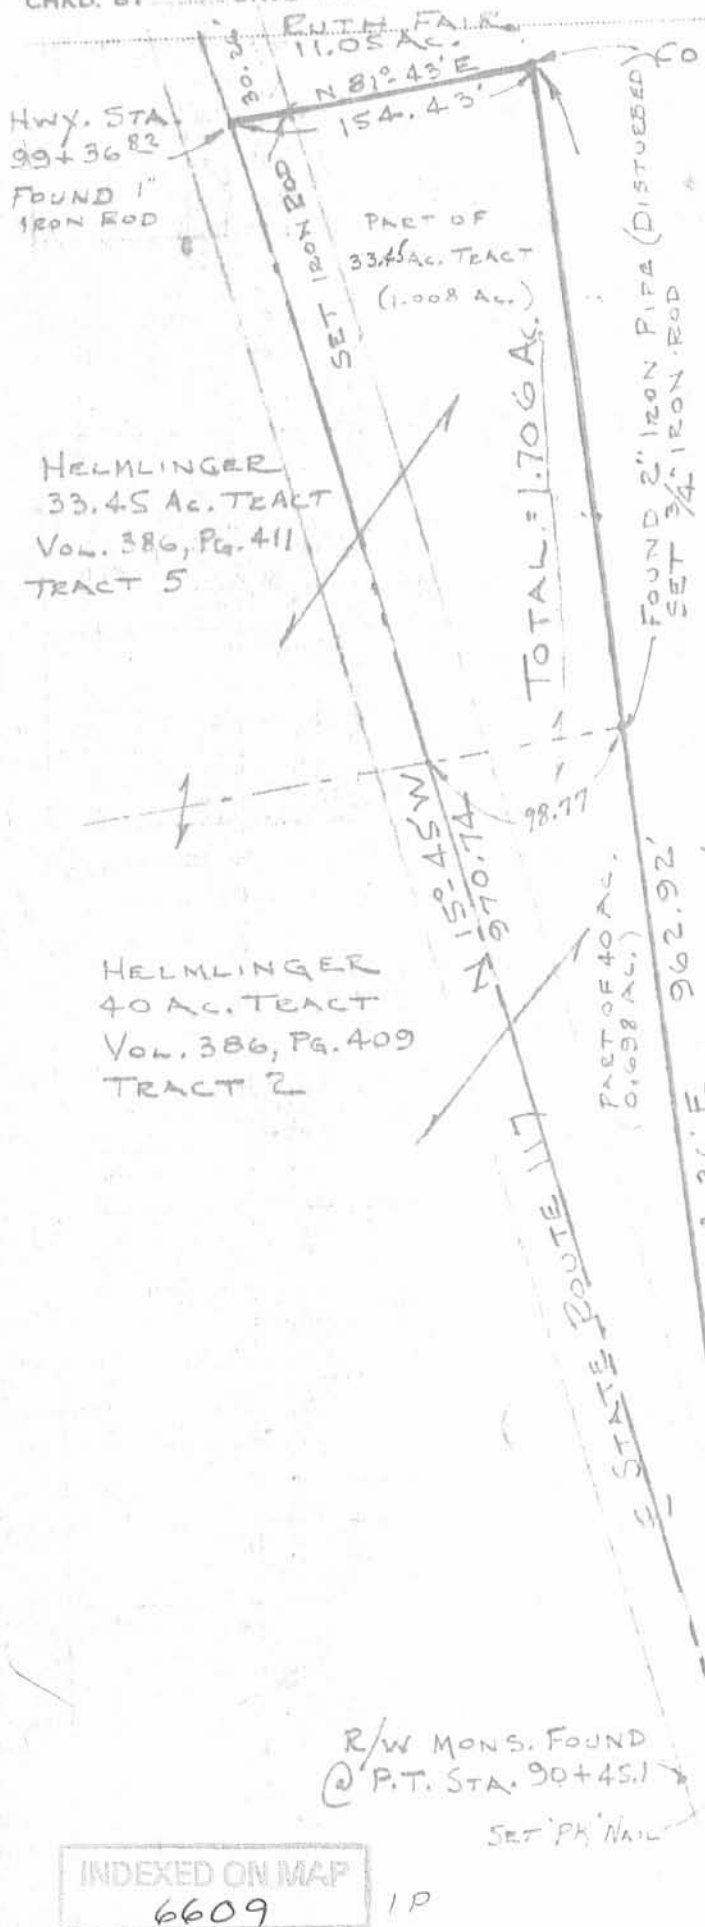 CHKD. BY
RUTH FAIR
11.05 AC.
30.26
N 81°-43' E
154.43'
HWY. STA.
99+36 82
FOUND 1"
IRON ROD
SET IRON ROD
PART OF
33.45 AC. TRACT
(1.008 AC.)
TOTAL = 1.706 AC.
FOUND 2" IRON PIPE (DISTURBED)
SET 3/4" IRON ROD
HELMLINGER
33.45 AC. TRACT
VOL. 386, PG. 411
TRACT 5
98.77
N 15°-45' W
970.74
962.92'
HELMLINGER
40 AC. TRACT
VOL. 386, PG. 409
TRACT 2
PART OF 40 AC.
(0.698 AC.)
℄ STATE ROUTE 117
R/W MONS. FOUND
@ P.T. STA. 90+45.1
SET 'PK' NAIL
INDEXED ON MAP
6609
1P